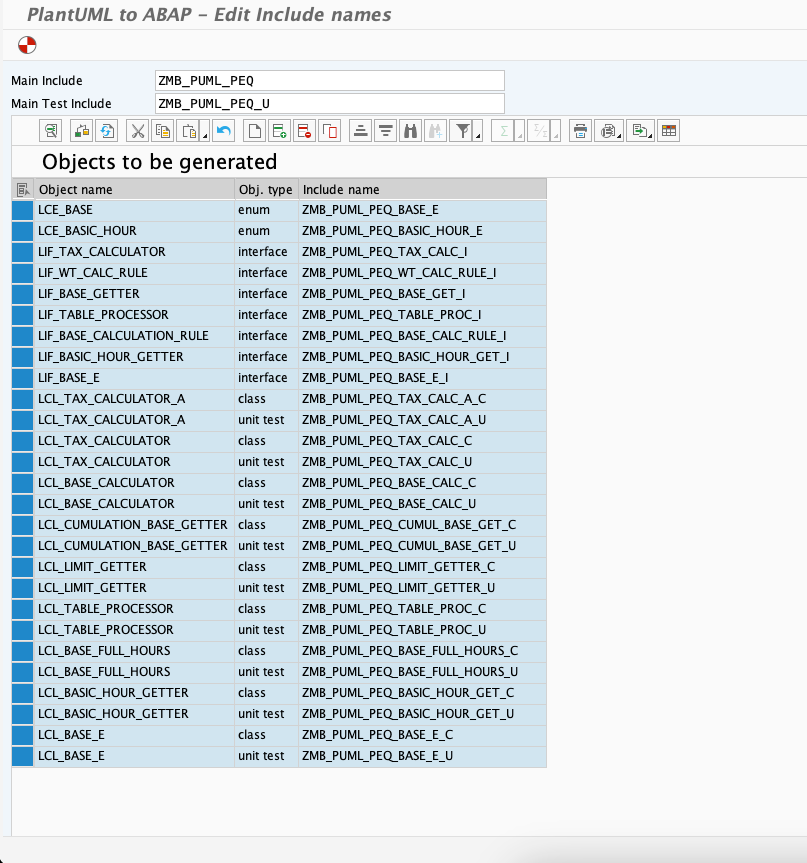 PlantUML to ABAP - Edit Include names
Main Include ZMB_PUML_PEQ
Main Test Include ZMB_PUML_PEQ_U
Objects to be generated
Object name Obj. type Include name
LCE_BASE enum ZMB_PUML_PEQ_BASE_E
LCE_BASIC_HOUR enum ZMB_PUML_PEQ_BASIC_HOUR_E
LIF_TAX_CALCULATOR interface ZMB_PUML_PEQ_TAX_CALC_I
LIF_WT_CALC_RULE interface ZMB_PUML_PEQ_WT_CALC_RULE_I
LIF_BASE_GETTER interface ZMB_PUML_PEQ_BASE_GET_I
LIF_TABLE_PROCESSOR interface ZMB_PUML_PEQ_TABLE_PROC_I
LIF_BASE_CALCULATION_RULE interface ZMB_PUML_PEQ_BASE_CALC_RULE_I
LIF_BASIC_HOUR_GETTER interface ZMB_PUML_PEQ_BASIC_HOUR_GET_I
LIF_BASE_E interface ZMB_PUML_PEQ_BASE_E_I
LCL_TAX_CALCULATOR_A class ZMB_PUML_PEQ_TAX_CALC_A_C
LCL_TAX_CALCULATOR_A unit test ZMB_PUML_PEQ_TAX_CALC_A_U
LCL_TAX_CALCULATOR class ZMB_PUML_PEQ_TAX_CALC_C
LCL_TAX_CALCULATOR unit test ZMB_PUML_PEQ_TAX_CALC_U
LCL_BASE_CALCULATOR class ZMB_PUML_PEQ_BASE_CALC_C
LCL_BASE_CALCULATOR unit test ZMB_PUML_PEQ_BASE_CALC_U
LCL_CUMULATION_BASE_GETTER class ZMB_PUML_PEQ_CUMUL_BASE_GET_C
LCL_CUMULATION_BASE_GETTER unit test ZMB_PUML_PEQ_CUMUL_BASE_GET_U
LCL_LIMIT_GETTER class ZMB_PUML_PEQ_LIMIT_GETTER_C
LCL_LIMIT_GETTER unit test ZMB_PUML_PEQ_LIMIT_GETTER_U
LCL_TABLE_PROCESSOR class ZMB_PUML_PEQ_TABLE_PROC_C
LCL_TABLE_PROCESSOR unit test ZMB_PUML_PEQ_TABLE_PROC_U
LCL_BASE_FULL_HOURS class ZMB_PUML_PEQ_BASE_FULL_HOURS_C
LCL_BASE_FULL_HOURS unit test ZMB_PUML_PEQ_BASE_FULL_HOURS_U
LCL_BASIC_HOUR_GETTER class ZMB_PUML_PEQ_BASIC_HOUR_GET_C
LCL_BASIC_HOUR_GETTER unit test ZMB_PUML_PEQ_BASIC_HOUR_GET_U
LCL_BASE_E class ZMB_PUML_PEQ_BASE_E_C
LCL_BASE_E unit test ZMB_PUML_PEQ_BASE_E_U